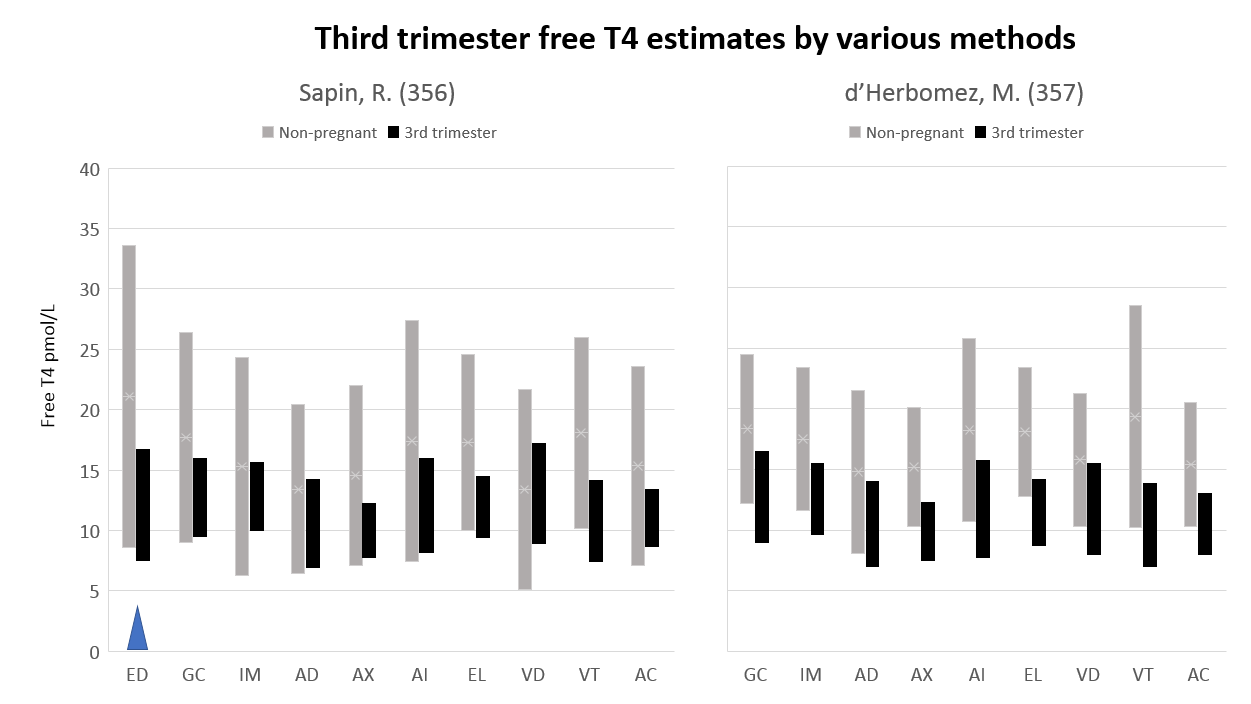 Third trimester free T4 estimates by various methods
Sapin, R. (356)
Non-pregnant 3rd trimester
40
35
30
25
20
15
10
5
0
Free T4 pmol/L
ED GC IM AD AX AI EL VD VT AC
d’Herbomez, M. (357)
Non-pregnant 3rd trimester
GC IM AD AX AI EL VD VT AC